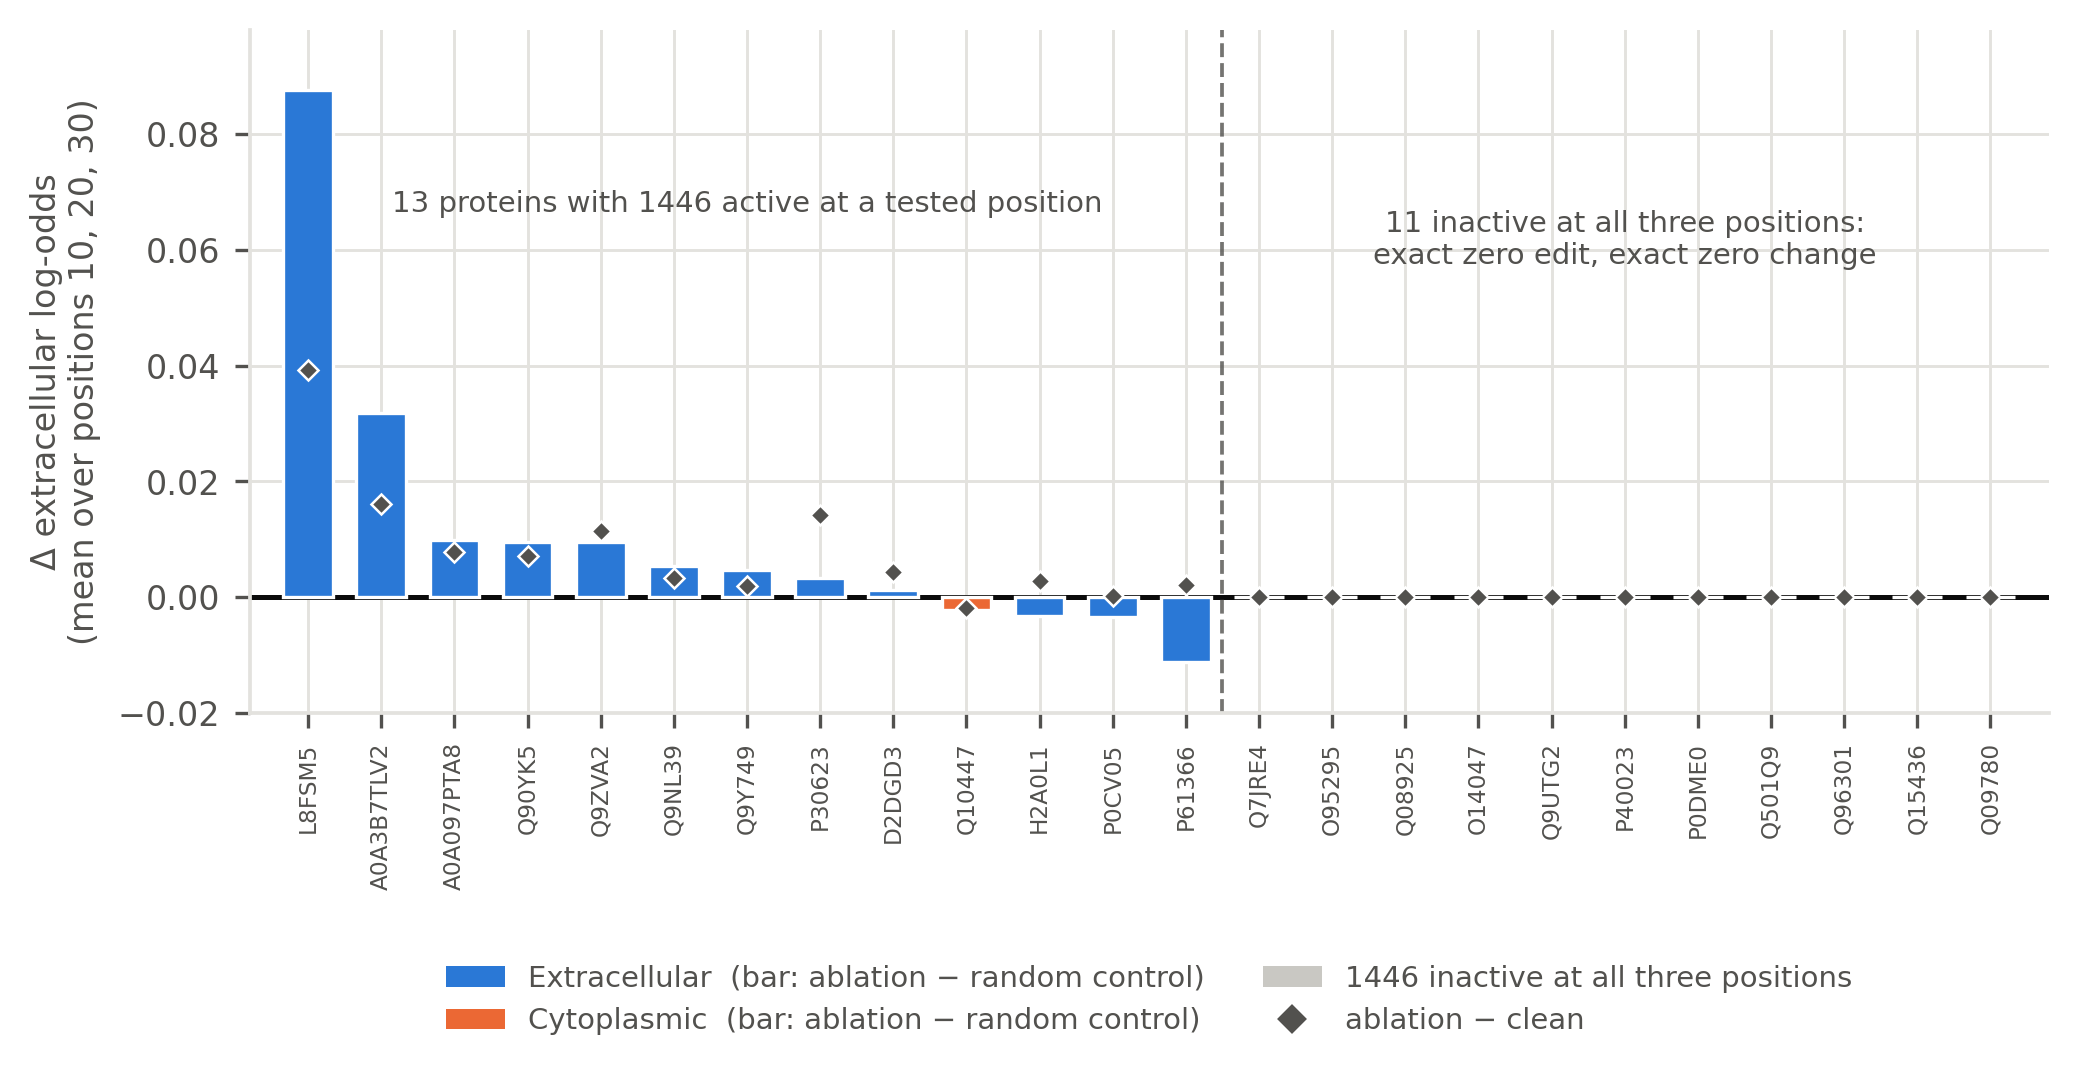 Δ extracellular log-odds
(mean over positions 10, 20, 30)
0.08
0.06
0.04
0.02
0.00
−0.02
13 proteins with 1446 active at a tested position
11 inactive at all three positions:
exact zero edit, exact zero change
L8FSM5
A0A3B7TLV2
A0A097PTA8
Q90YK5
Q9ZVA2
Q9NL39
Q9Y749
P30623
D2DGD3
Q10447
H2A0L1
P0CV05
P61366
Q7JRE4
O95295
Q08925
O14047
Q9UTG2
P40023
P0DME0
Q501Q9
Q96301
Q15436
Q09780
Extracellular  (bar: ablation − random control)
Cytoplasmic  (bar: ablation − random control)
1446 inactive at all three positions
ablation − clean